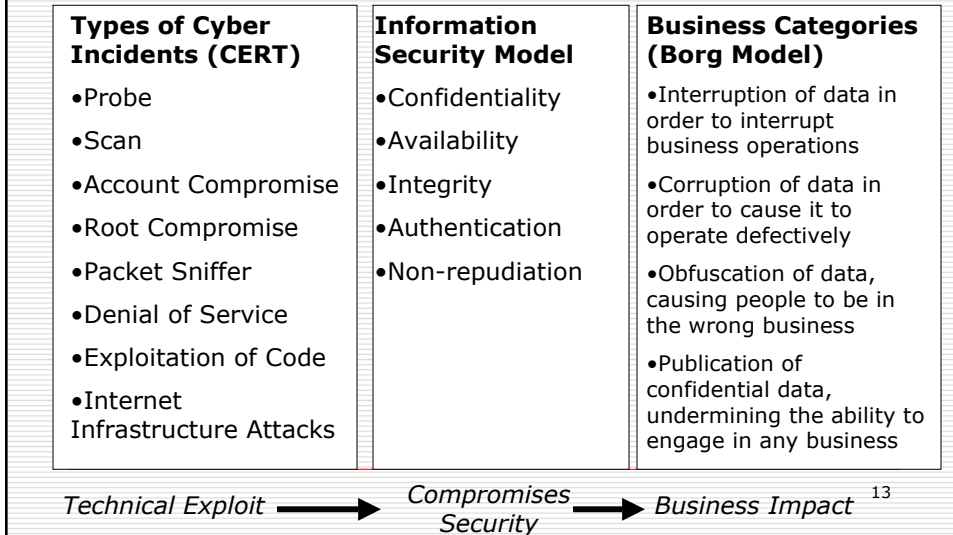 Types of Cyber
Incidents (CERT)
•Probe
•Scan
•Account Compromise
•Root Compromise
•Packet Sniffer
•Denial of Service
•Exploitation of Code
•Internet
Infrastructure Attacks
Information
Security Model
•Confidentiality
•Availability
•Integrity
•Authentication
•Non-repudiation
Business Categories
(Borg Model)
•Interruption of data in
order to interrupt
business operations
•Corruption of data in
order to cause it to
operate defectively
•Obfuscation of data,
causing people to be in
the wrong business
•Publication of
confidential data,
undermining the ability to
engage in any business
Technical Exploit
Compromises
Security
Business Impact
13